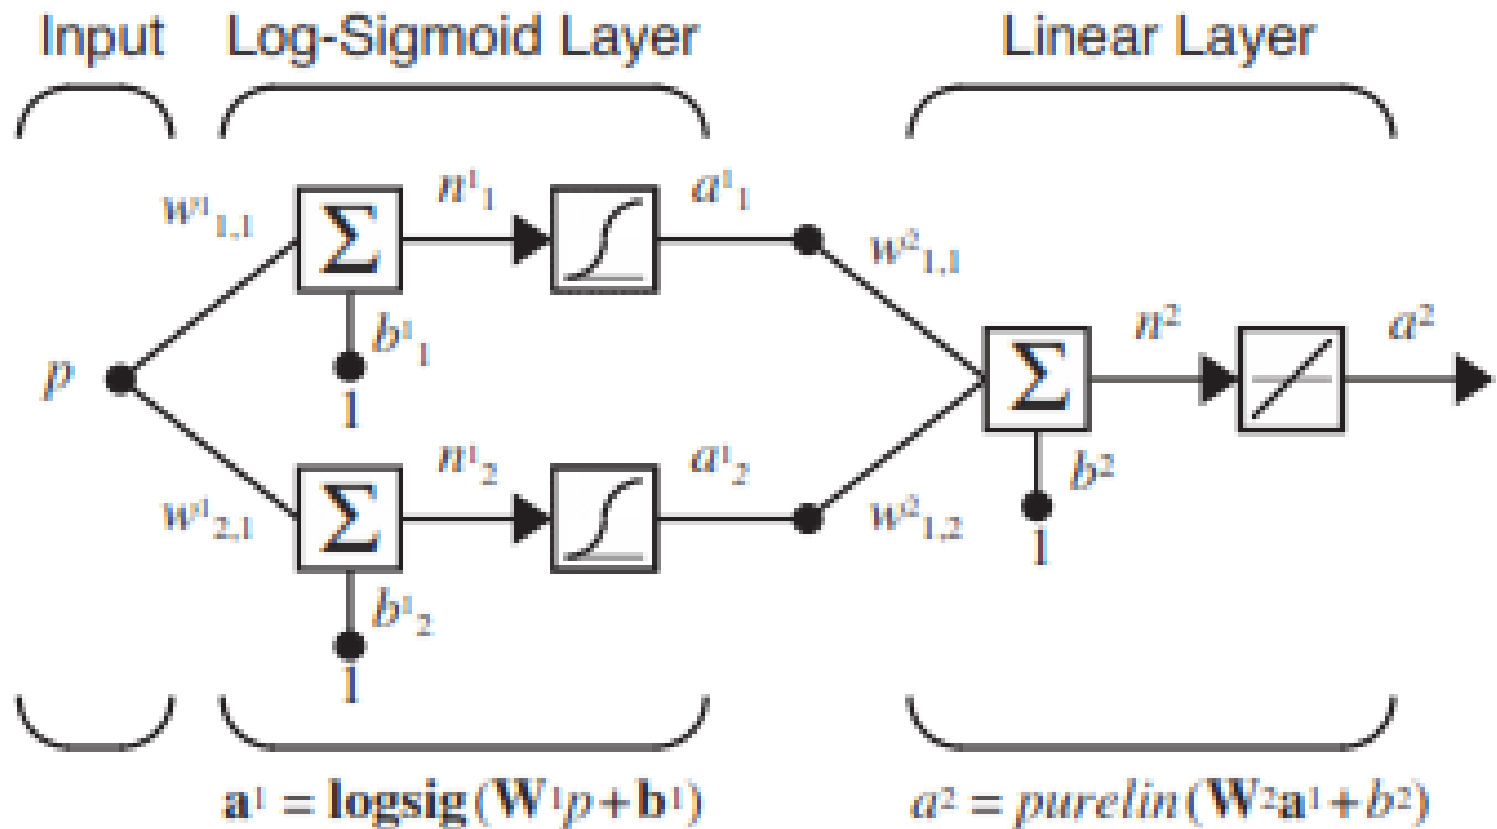 Input Log-Sigmoid Layer Linear Layer
w¹1,1 Σ n¹1 a¹1 w²1,1
b¹1
1
p
Σ n² a²
b²
1
w¹2,1 Σ n¹2 a¹2 w²1,2
b¹2
1
a¹ = logsig(W¹p+b¹) a² = purelin(W²a¹+b²)